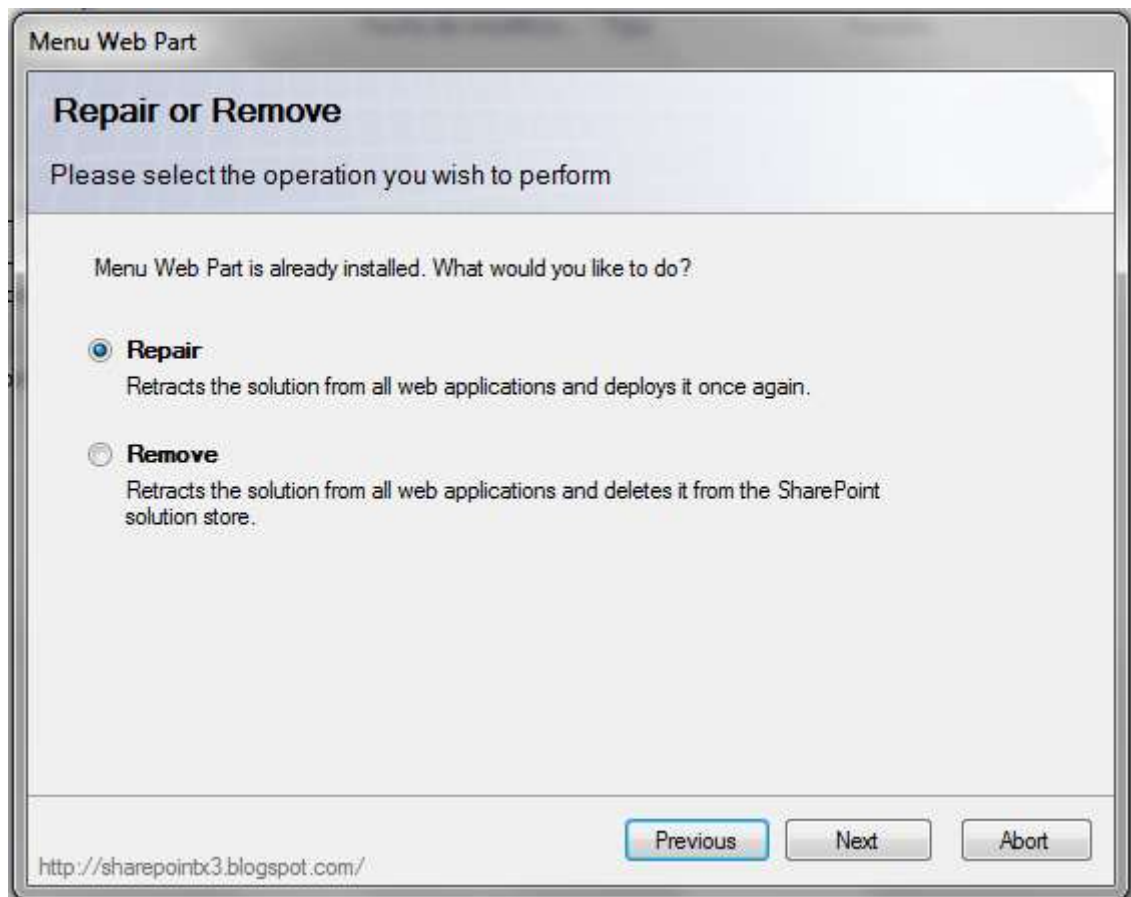 Menu Web Part
Repair or Remove
Please select the operation you wish to perform
Menu Web Part is already installed. What would you like to do?
Repair
Retracts the solution from all web applications and deploys it once again.
Remove
Retracts the solution from all web applications and deletes it from the SharePoint
solution store.
Previous Next Abort
http://sharepointx3.blogspot.com/